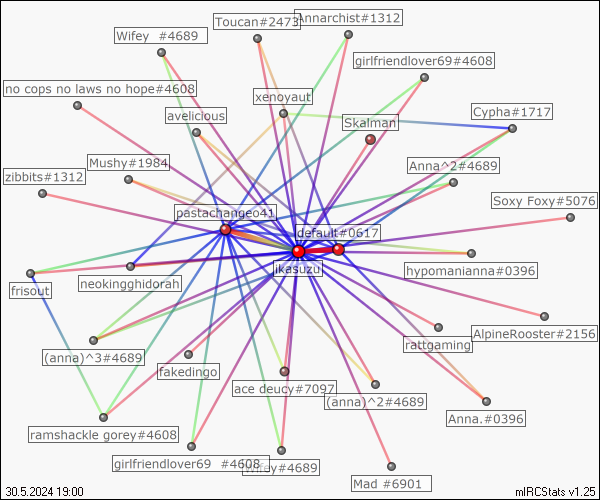 Toucan#2473
Annarchist#1312
Wifey  #4689
girlfriendlover69#4608
no cops no laws no hope#4608
xenoyaut
avelicious
Skalman
Cypha#1717
Mushy#1984
Anna^2#4689
zibbits#1312
Soxy Foxy#5076
pastachangeo41
default#0617
jikasuzu
hypomanianna#0396
neokingghidorah
frisout
AlpineRooster#2156
rattgaming
(anna)^3#4689
fakedingo
ace deucy#7097
(anna)^2#4689
Anna.#0396
ramshackle gorey#4608
girlfriendlover69  #4608
Wifey#4689
Mad #6901
30.5.2024 19:00
mIRCStats v1.25